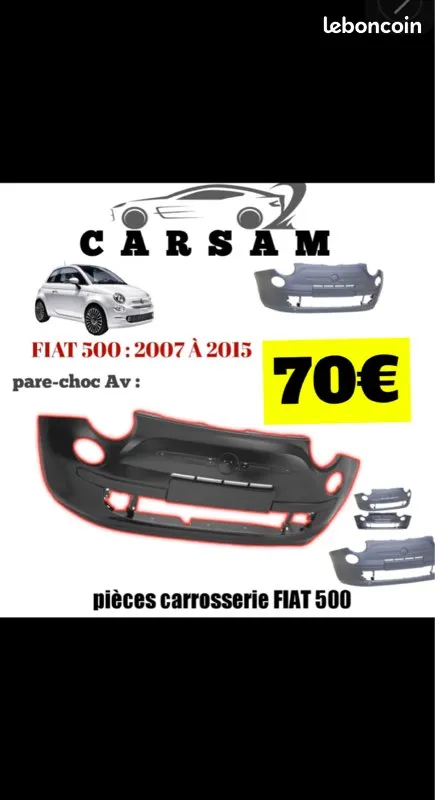 leboncoin
CARSAM
FIAT 500 : 2007 À 2015
70€
pare-choc Av :
pièces carrosserie FIAT 500